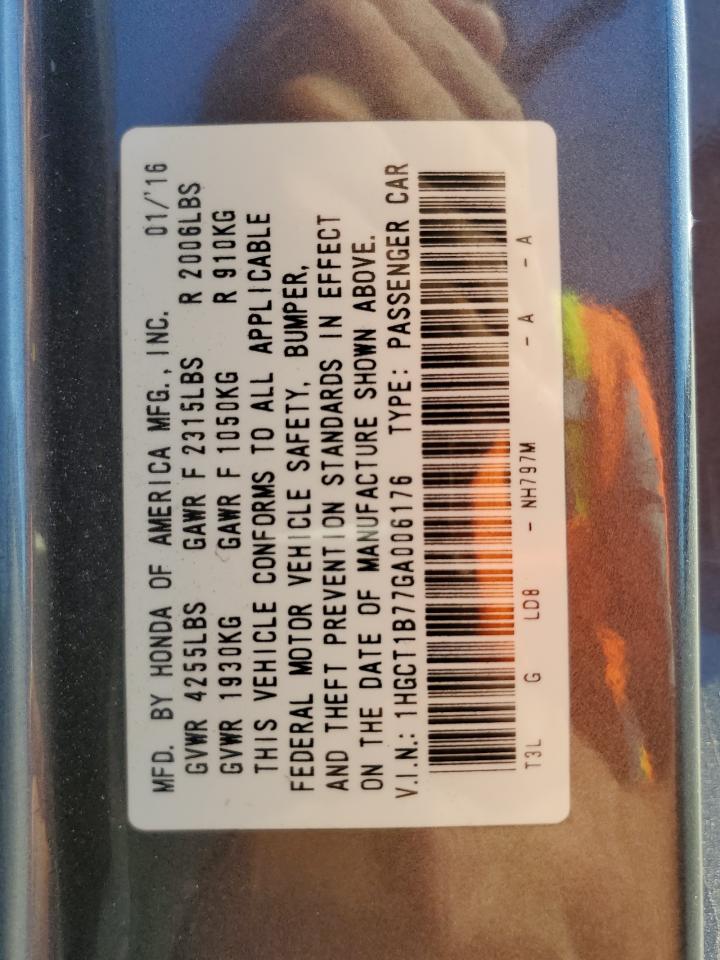 MFD. BY HONDA OF AMERICA MFG., INC. 01/'16
GVWR 4255LBS GAWR F 2315LBS R 2006LBS
GVWR 1930KG GAWR F 1050KG R 910KG
THIS VEHICLE CONFORMS TO ALL APPLICABLE
FEDERAL MOTOR VEHICLE SAFETY, BUMPER,
AND THEFT PREVENTION STANDARDS IN EFFECT
ON THE DATE OF MANUFACTURE SHOWN ABOVE.
V.I.N.: 1HGCT1B77GA006176 TYPE: PASSENGER CAR
T3L G LD8 - NH797M - A - A